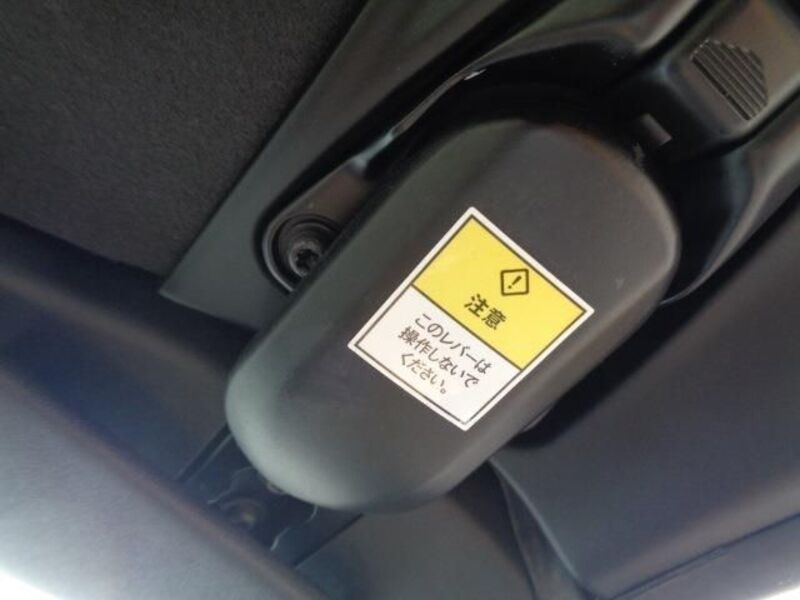 注意
このレバーは
操作しないで
ください。